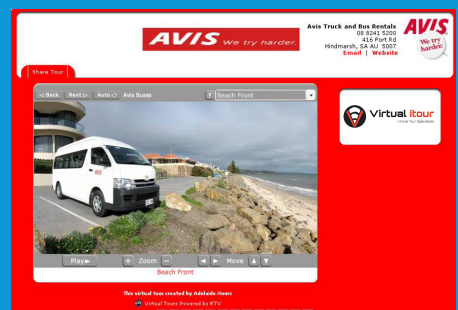 AVIS We try harder.
Avis Truck and Bus Rentals
08 8241 5200
416 Port Rd
Hindmarsh, SA AU 5007
Email | Website
AVIS
We try
harder.
Share Tour
Back Next Auto Avis Buses ? Beach Front
Virtual itour
AVIS
Play + Zoom - Move
Beach Front
This virtual tour created by Adelaide itours
Virtual Tours Powered by RTV